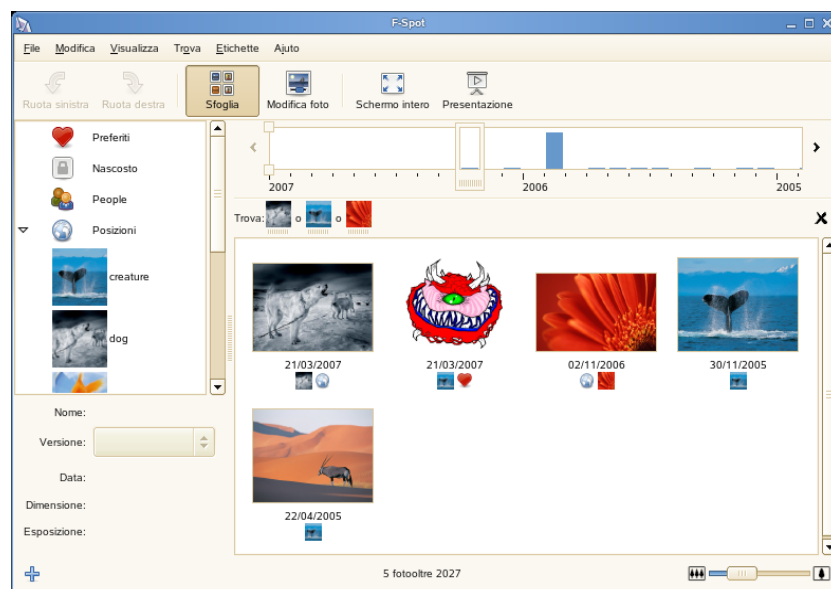 F-Spot
File Modifica Visualizza Trova Etichette Ajuto
Ruota sinistra Ruota destra Sfoglia Modifica foto Schermo intero Presentazione
Preferiti
Nascosto
People
Posizioni
creature
dog
2007 2006 2005
Trova: o o
21/03/2007 21/03/2007 02/11/2006 30/11/2005
22/04/2005
Nome:
Versione:
Data:
Dimensione:
Esposizione:
5 fotooltre 2027